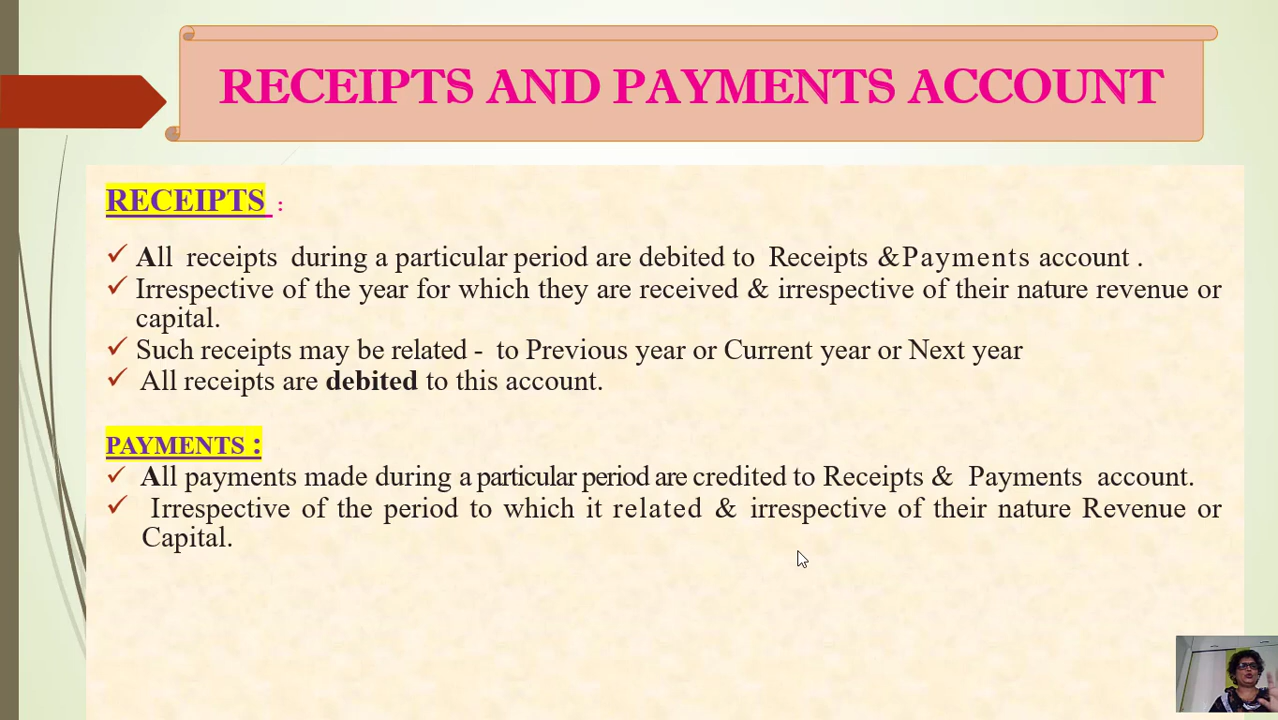 RECEIPTS AND PAYMENTS ACCOUNT
RECEIPTS :
✓ All receipts during a particular period are debited to Receipts &Payments account .
✓ Irrespective of the year for which they are received & irrespective of their nature revenue or
capital.
✓ Such receipts may be related - to Previous year or Current year or Next year
✓ All receipts are debited to this account.
PAYMENTS :
✓ All payments made during a particular period are credited to Receipts & Payments account.
✓ Irrespective of the period to which it related & irrespective of their nature Revenue or
Capital.